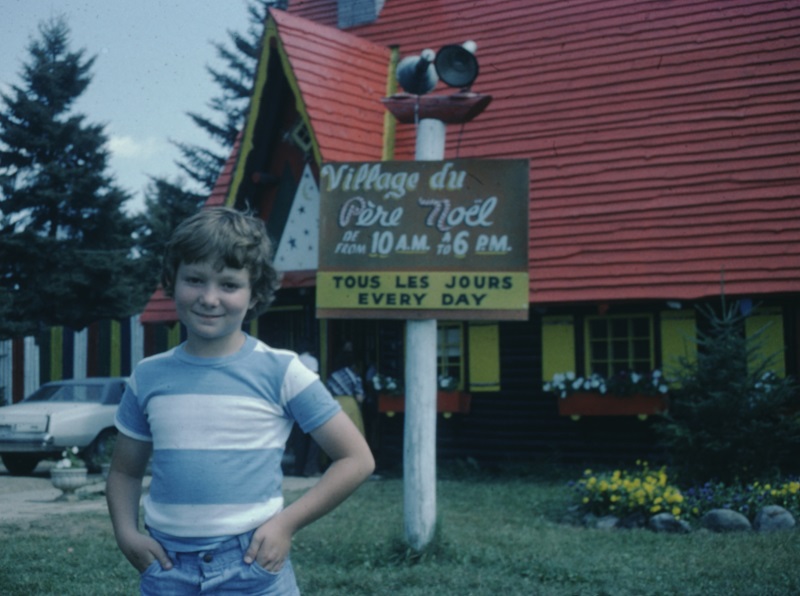 Village du
Père Noël
DE FROM 10 A.M. À TO 6 P.M.
TOUS LES JOURS
EVERY DAY